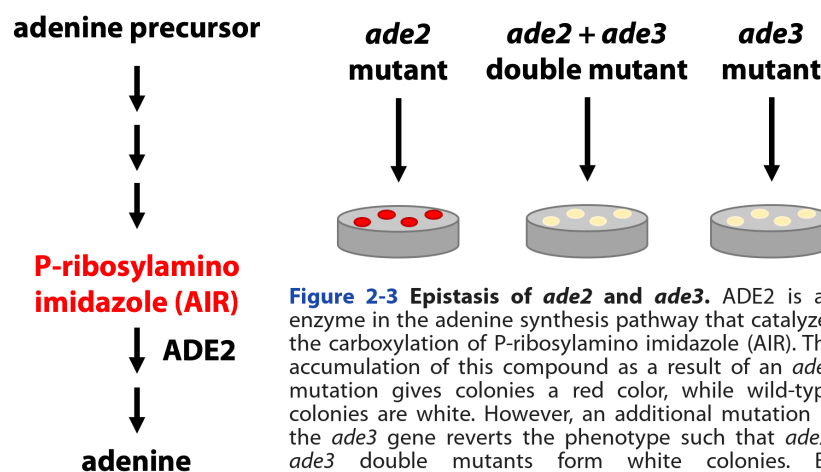 adenine precursor
P-ribosylamino
imidazole (AIR)
ADE2
adenine
ade2
mutant
ade2 + ade3
double mutant
ade3
mutant
Figure 2-3 Epistasis of ade2 and ade3. ADE2 is a
enzyme in the adenine synthesis pathway that catalyze
the carboxylation of P-ribosylamino imidazole (AIR). Th
accumulation of this compound as a result of an ade
mutation gives colonies a red color, while wild-typ
colonies are white. However, an additional mutation
the ade3 gene reverts the phenotype such that ade
ade3 double mutants form white colonies. B